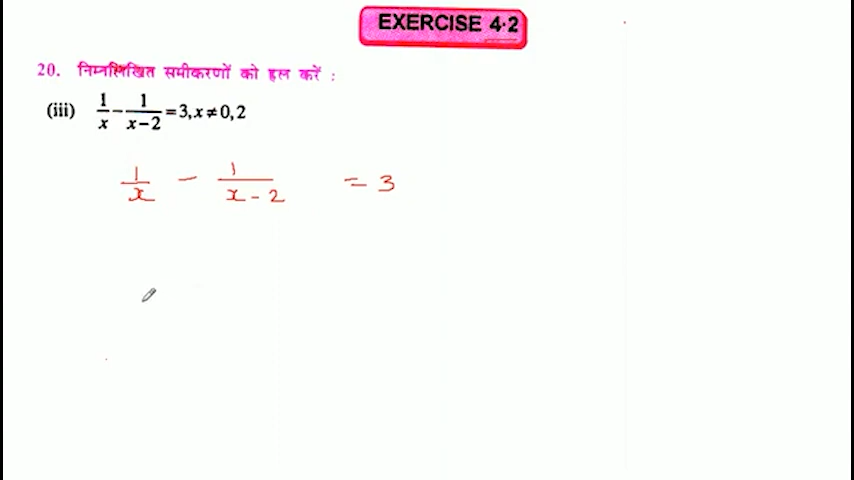 EXERCISE 4·2
20. निम्नलिखित समीकरणों को हल करें :
(iii) 1/x − 1/(x−2) = 3, x ≠ 0, 2
1/x − 1/(x − 2) = 3